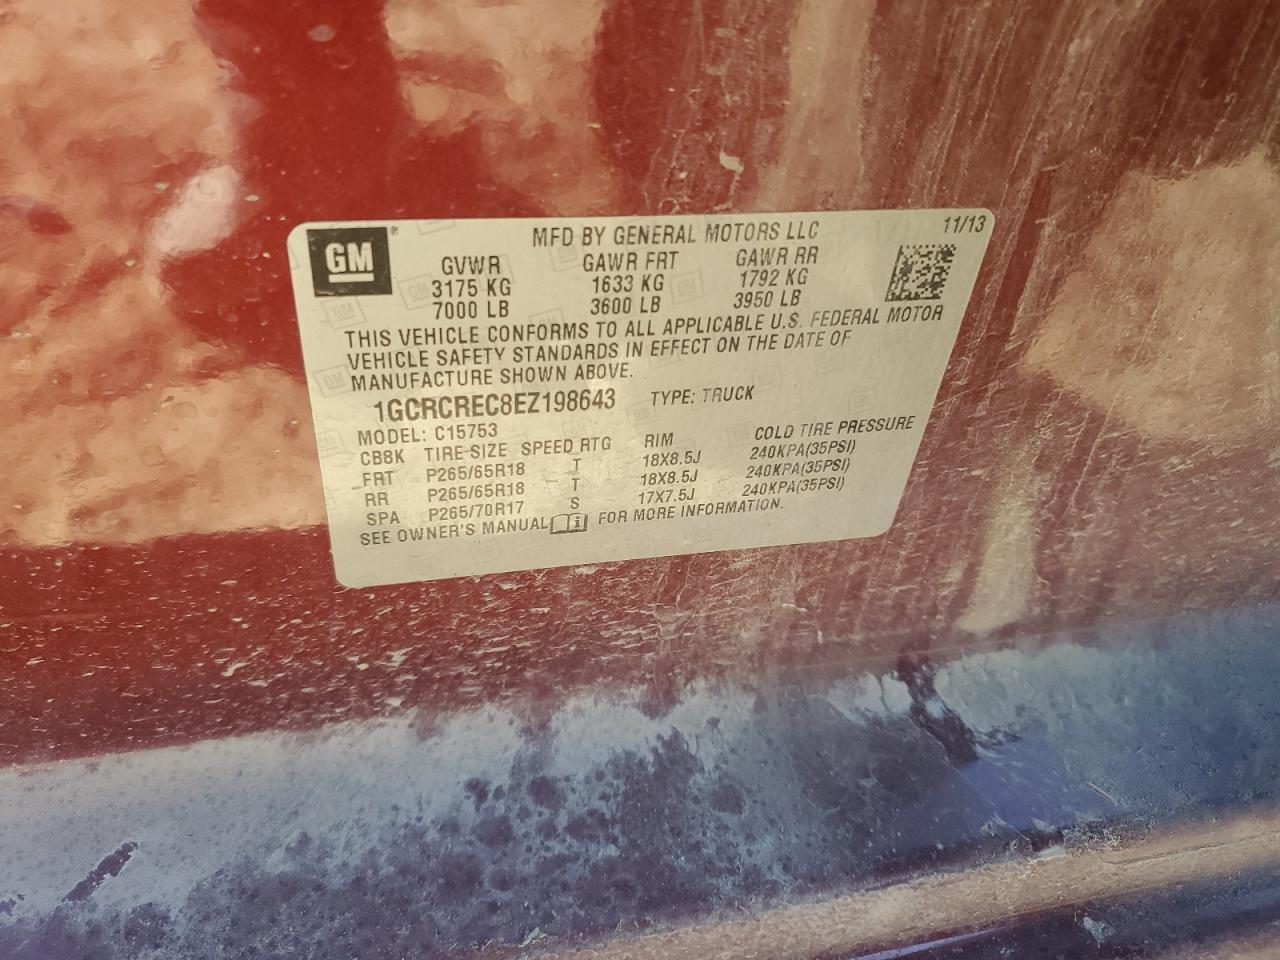 GM ®
MFD BY GENERAL MOTORS LLC 11/13
GVWR GAWR FRT GAWR RR
3175 KG 1633 KG 1792 KG
7000 LB 3600 LB 3950 LB
THIS VEHICLE CONFORMS TO ALL APPLICABLE U.S. FEDERAL MOTOR
VEHICLE SAFETY STANDARDS IN EFFECT ON THE DATE OF
MANUFACTURE SHOWN ABOVE.
1GCRCREC8EZ198643 TYPE: TRUCK
MODEL: C15753
CB8K TIRE SIZE SPEED RTG RIM COLD TIRE PRESSURE
FRT P265/65R18 T 18X8.5J 240KPA(35PSI)
RR P265/65R18 T 18X8.5J 240KPA(35PSI)
SPA P265/70R17 S 17X7.5J 240KPA(35PSI)
SEE OWNER'S MANUAL FOR MORE INFORMATION.